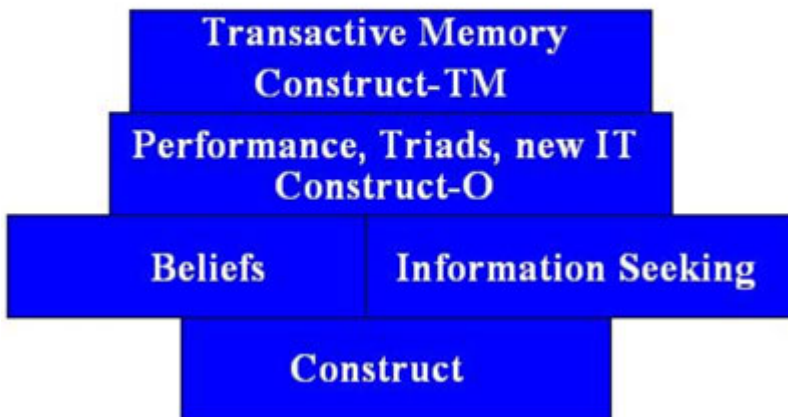 Transactive Memory
Construct-TM
Performance, Triads, new IT
Construct-O
Beliefs
Information Seeking
Construct